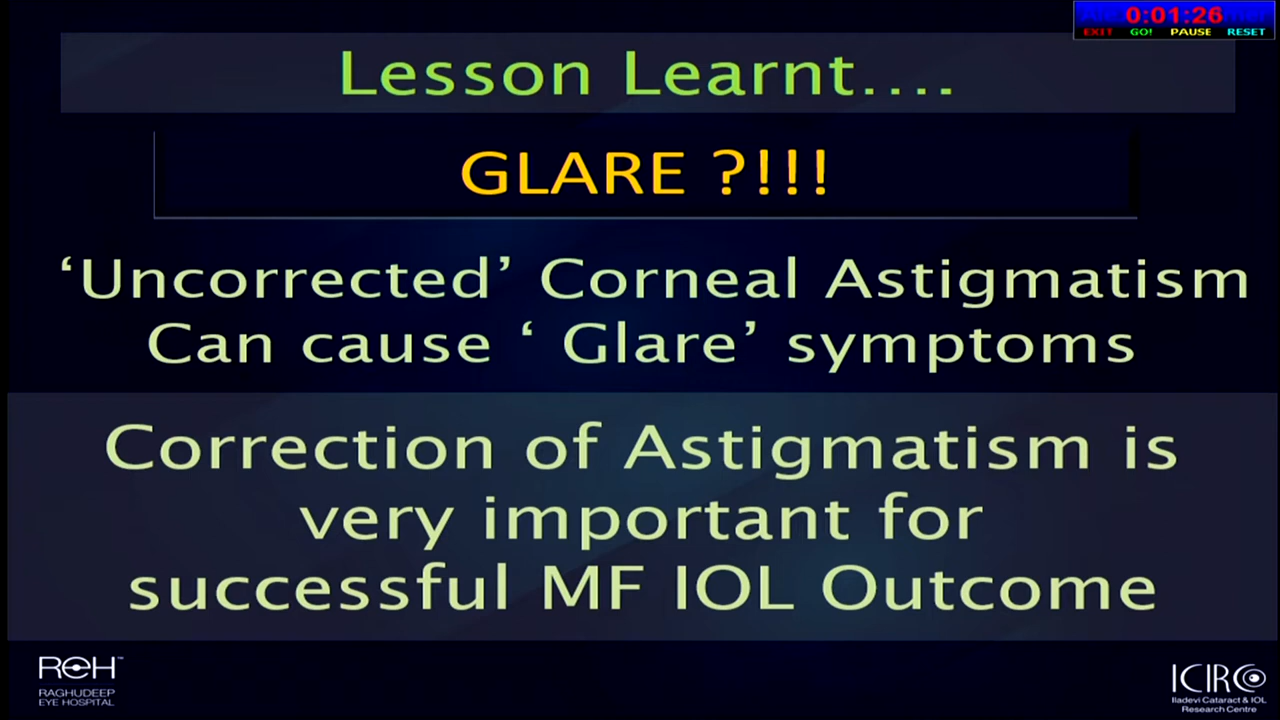 0:01:26
EXIT GO! PAUSE RESET
Lesson Learnt....
GLARE ?!!!
‘Uncorrected’ Corneal Astigmatism
Can cause ‘ Glare’ symptoms
Correction of Astigmatism is
very important for
successful MF IOL Outcome
REH™
RAGHUDEEP
EYE HOSPITAL
ICIRC
Iladevi Cataract & IOL
Research Centre